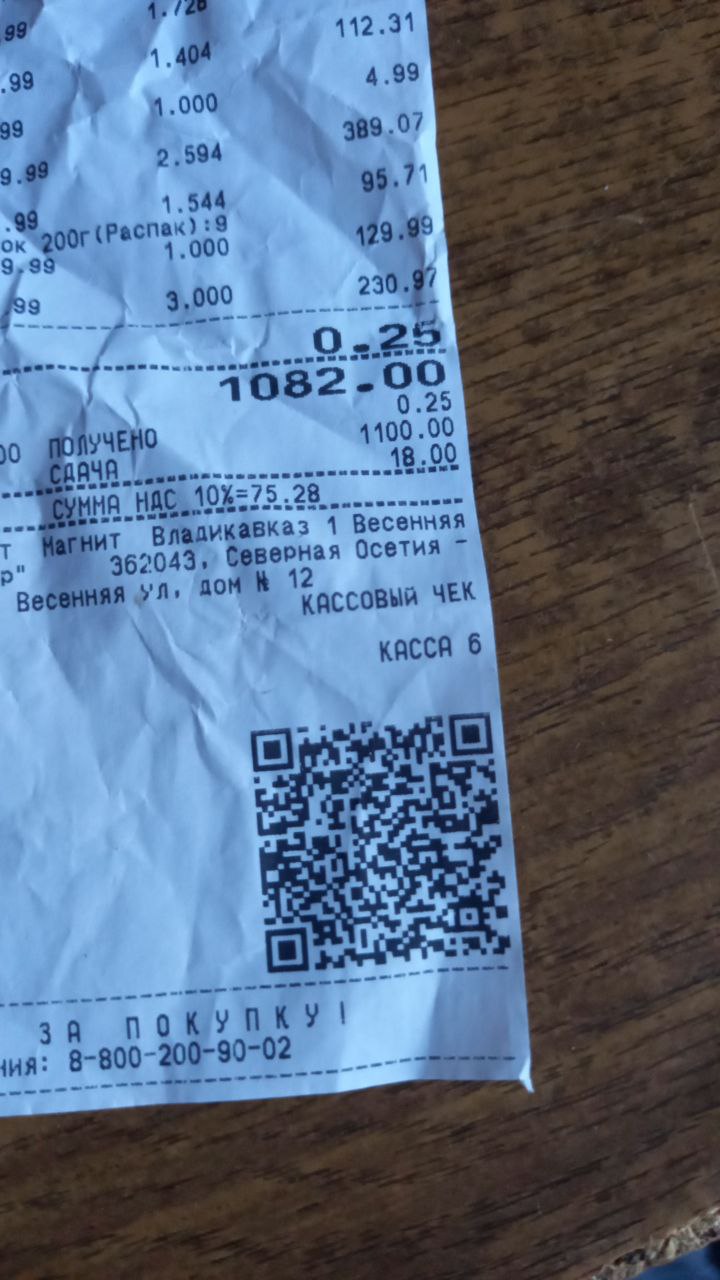 .99 1.728
112.31
.99 1.404
4.99
99 1.000
389.07
9.99 2.594
95.71
.99 1.544
ок 200г(Распак):9
129.99
9.99 1.000
230.97
.99 3.000
0.25
1082.00
0.25
00 ПОЛУЧЕНО 1100.00
СДАЧА 18.00
СУММА НДС 10%=75.28
т Магнит Владикавказ 1 Весенняя
р" 362043, Северная Осетия -
Весенняя ул, дом № 12
КАССОВЫЙ ЧЕК
КАССА 6
ЗА ПОКУПКУ!
ния: 8-800-200-90-02